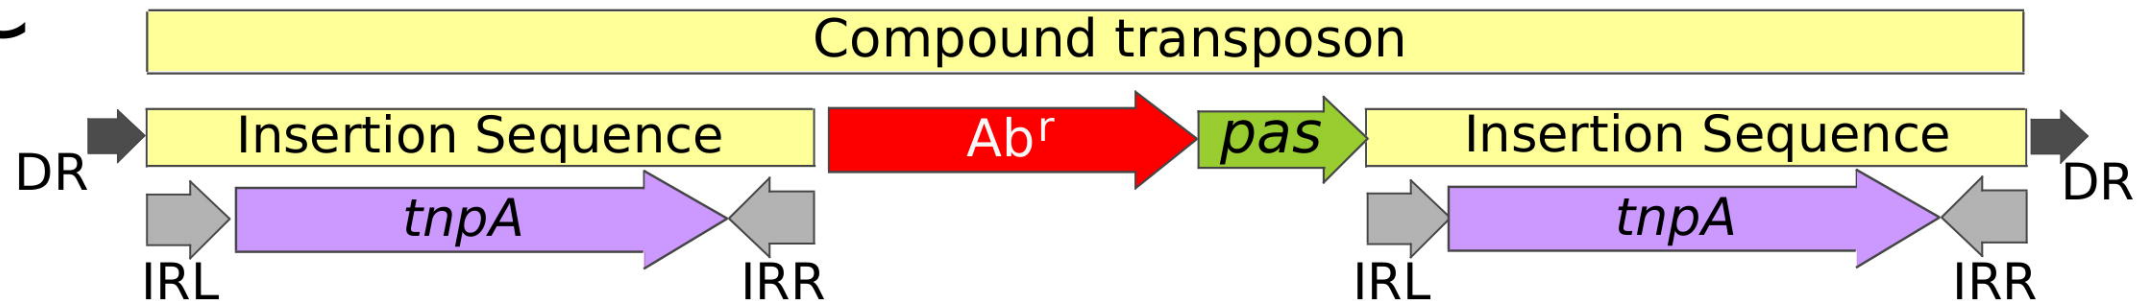 Compound transposon
DR Insertion Sequence Abʳ pas Insertion Sequence DR
tnpA tnpA
IRL IRR IRL IRR